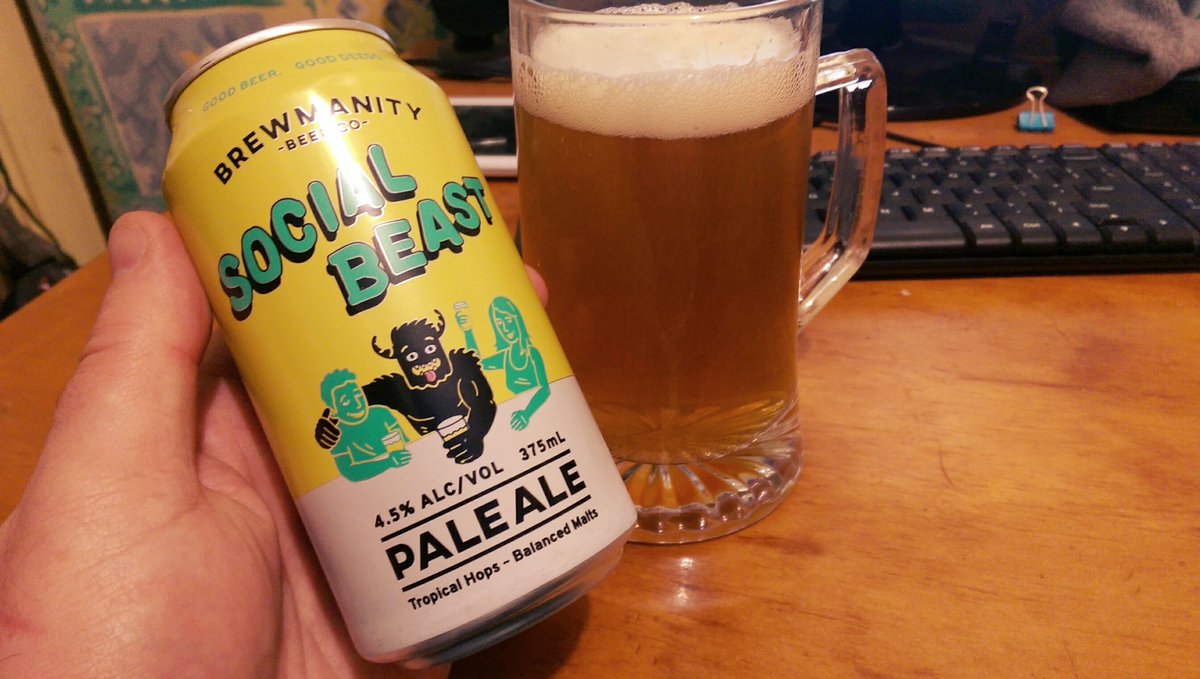 GOOD BEER. GOOD DEEDS.
BREWMANITY
-BEER CO-
SOCIAL
BEAST
4.5% ALC/VOL 375mL
PALE ALE
Tropical Hops – Balanced Malts